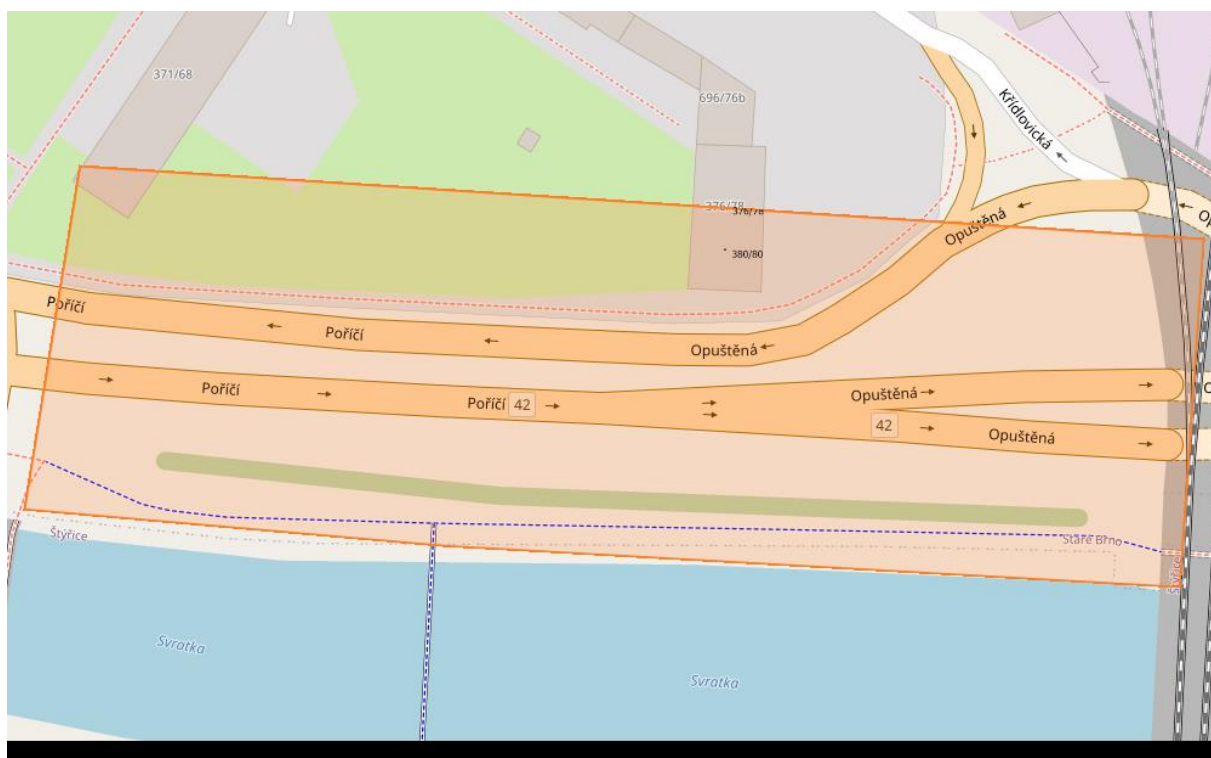 371/68
696/76b
Křídlovická
376/78
376/78
380/80
Opuštěná
Poříčí
Poříčí
Opuštěná
Poříčí
Poříčí
42
Opuštěná
42
Opuštěná
Štýřice
Staré Brno
Štýřice
Svratka
Svratka